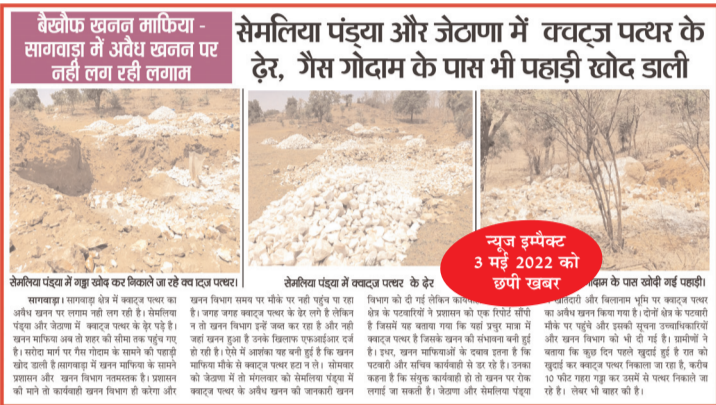 बैखौफ खनन माफिया -
सागवाड़ा में अवैध खनन पर
नही लग रही लगाम
सेमलिया पंड्या और जेठाणा में क्वाट्ज पत्थर के
ढ़ेर, गैस गोदाम के पास भी पहाड़ी खोद डाली
सेमलिया पंड्या में गड्ढा खोद कर निकाले जा रहे क्वाट्ज पत्थर।
सेमलिया पंड्या में क्वाट्ज पत्थर के ढेर
न्यूज इम्पैक्ट
3 मई 2022 को
छपी खबर
के पास खोदी गई पहाड़ी।
सागवाड़ा। सागवाड़ा क्षेत्र में क्वाट्ज पत्थर का
अवैध खनन पर लगाम नही लग रही है। सेमलिया
पंड्या और जेठाणा में क्वाट्ज पत्थर के ढ़ेर पड़े है।
खनन माफिया अब तो शहर की सीमा तक पहुंच गए
है। सरोदा मार्ग पर गैस गोदाम के सामने की पहाड़ी
खोद डाली है।सागवाड़ा में खनन माफिया के सामने
प्रशासन और खनन विभाग नतमस्तक है। प्रशासन
की माने तो कार्यवाही खनन विभाग ही करेगा और
खनन विभाग समय पर मौके पर नही पहुंच पा रहा
है। जगह जगह क्वाट्ज पत्थर के ढेर लगे है लेकिन
न तो खनन विभाग इन्हें जब्त कर रहा है और नही
जहां खनन हुआ है उनके खिलाफ एफआईआर दर्ज
हो रही है। ऐसे में आशंका यह बनी हुई है कि खनन
माफिया मौके से क्वाट्ज पत्थर हटा न ले। सोमवार
को जेठाणा में तो मंगलवार को सेमलिया पंड्या में
क्वाट्ज पत्थर के अवैध खनन की जानकारी खनन
विभाग को दी गई लेकिन
क्षेत्र के पटवारियों ने प्रशासन को एक रिपोर्ट सौंपी
है जिसमें यह बताया गया कि यहां प्रचुर मात्रा में
क्वाट्ज पत्थर है जिसके खनन की संभावना बनी हुई
है। इधर, खनन माफियाओं के दबाव इतना है कि
पटवारी और सचिव कार्यवाही से डर रहे है। उनका
कहना है कि संयुक्त कार्यवाही हो तो खनन पर रोक
लगाई जा सकती है। जेठाणा और सेमलिया पंड्या
खातेदारी और बिलानाम भूमि पर क्वाट्ज पत्थर
का अवैध खनन किया गया है। दोनों क्षेत्र के पटवारी
मौके पर पहुंचे और इसकी सूचना उच्चाधिकारियों
और खनन विभाग को भी दी गई है। ग्रामीणों ने
बताया कि कुछ दिन पहले खुदाई हुई है रात को
खुदाई कर क्वाट्ज पत्थर निकाला जा रहा है, करीब
10 फीट गहरा गड्ढा कर उसमें से पत्थर निकाले जा
रहे है। लेबर भी बाहर की है।